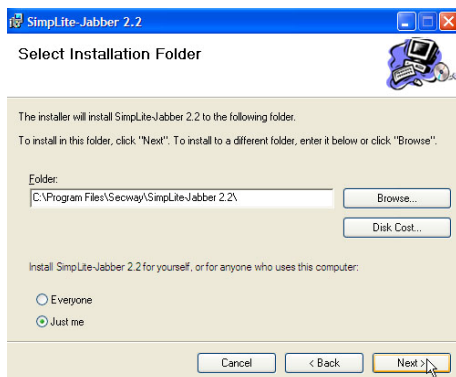 SimpLite-Jabber 2.2
Select Installation Folder
The installer will install SimpLite-Jabber 2.2 to the following folder.
To install in this folder, click "Next". To install to a different folder, enter it below or click "Browse".
Folder:
C:\Program Files\Secway\SimpLite-Jabber 2.2\
Browse...
Disk Cost...
Install SimpLite-Jabber 2.2 for yourself, or for anyone who uses this computer:
Everyone
Just me
Cancel
< Back
Next >